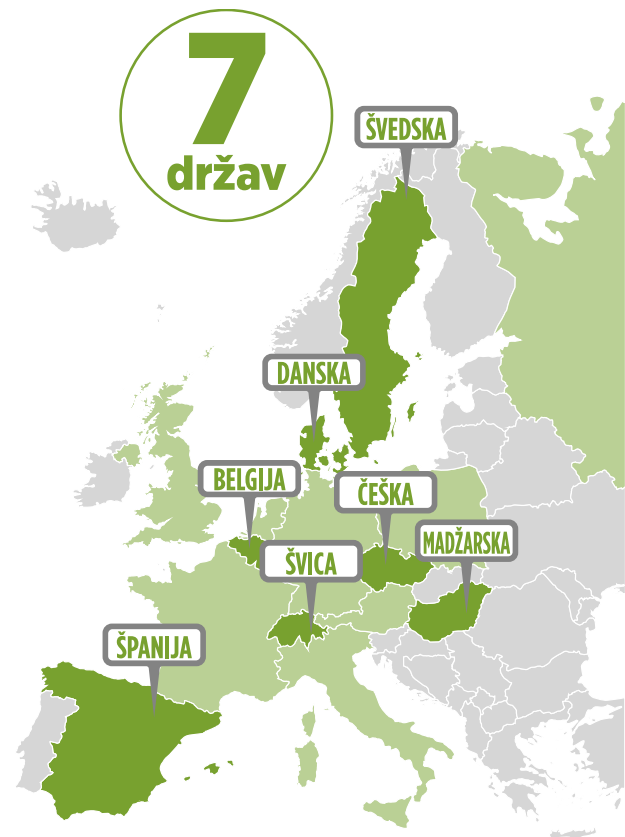 7
držav
ŠVEDSKA
DANSKA
BELGIJA
ČEŠKA
MADŽARSKA
ŠVICA
ŠPANIJA